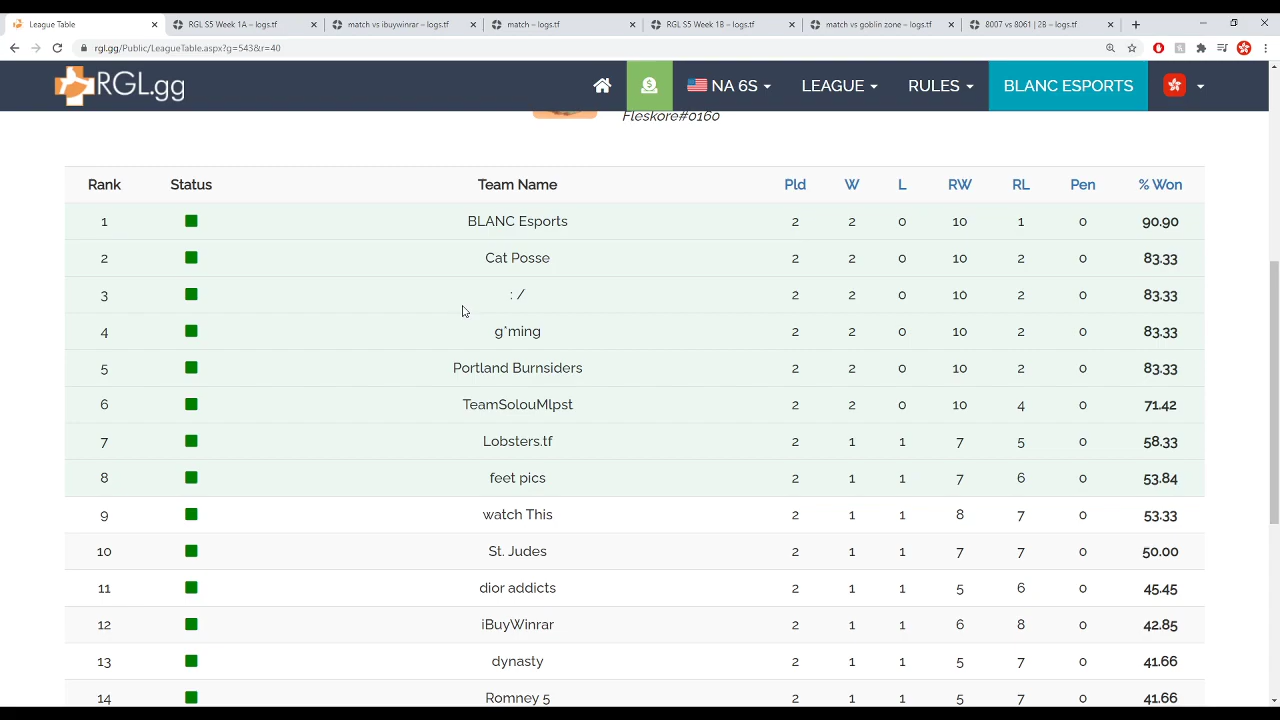 League Table
RGL S5 Week 1A – logs.tf
match vs ibuywinrar – logs.tf
match – logs.tf
RGL S5 Week 1B – logs.tf
match vs goblin zone – logs.tf
8007 vs 8061 | 2B – logs.tf
rgl.gg/Public/LeagueTable.aspx?g=543&r=40
RGL.gg
NA 6S
LEAGUE
RULES
BLANC ESPORTS
Fleskore#0160
Rank Status Team Name Pld W L RW RL Pen % Won
1 BLANC Esports 2 2 0 10 1 0 90.90
2 Cat Posse 2 2 0 10 2 0 83.33
3 : / 2 2 0 10 2 0 83.33
4 g*ming 2 2 0 10 2 0 83.33
5 Portland Burnsiders 2 2 0 10 2 0 83.33
6 TeamSolouMlpst 2 2 0 10 4 0 71.42
7 Lobsters.tf 2 1 1 7 5 0 58.33
8 feet pics 2 1 1 7 6 0 53.84
9 watch This 2 1 1 8 7 0 53.33
10 St. Judes 2 1 1 7 7 0 50.00
11 dior addicts 2 1 1 5 6 0 45.45
12 iBuyWinrar 2 1 1 6 8 0 42.85
13 dynasty 2 1 1 5 7 0 41.66
14 Romney 5 2 1 1 5 7 0 41.66